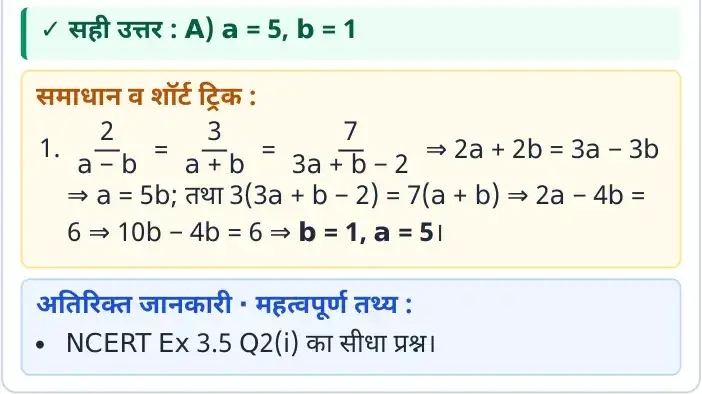 ✓ सही उत्तर : A) a = 5, b = 1
समाधान व शॉर्ट ट्रिक :
1. 2/(a − b) = 3/(a + b) = 7/(3a + b − 2) ⇒ 2a + 2b = 3a − 3b
⇒ a = 5b; तथा 3(3a + b − 2) = 7(a + b) ⇒ 2a − 4b =
6 ⇒ 10b − 4b = 6 ⇒ b = 1, a = 5।
अतिरिक्त जानकारी · महत्वपूर्ण तथ्य :
• NCERT Ex 3.5 Q2(i) का सीधा प्रश्न।